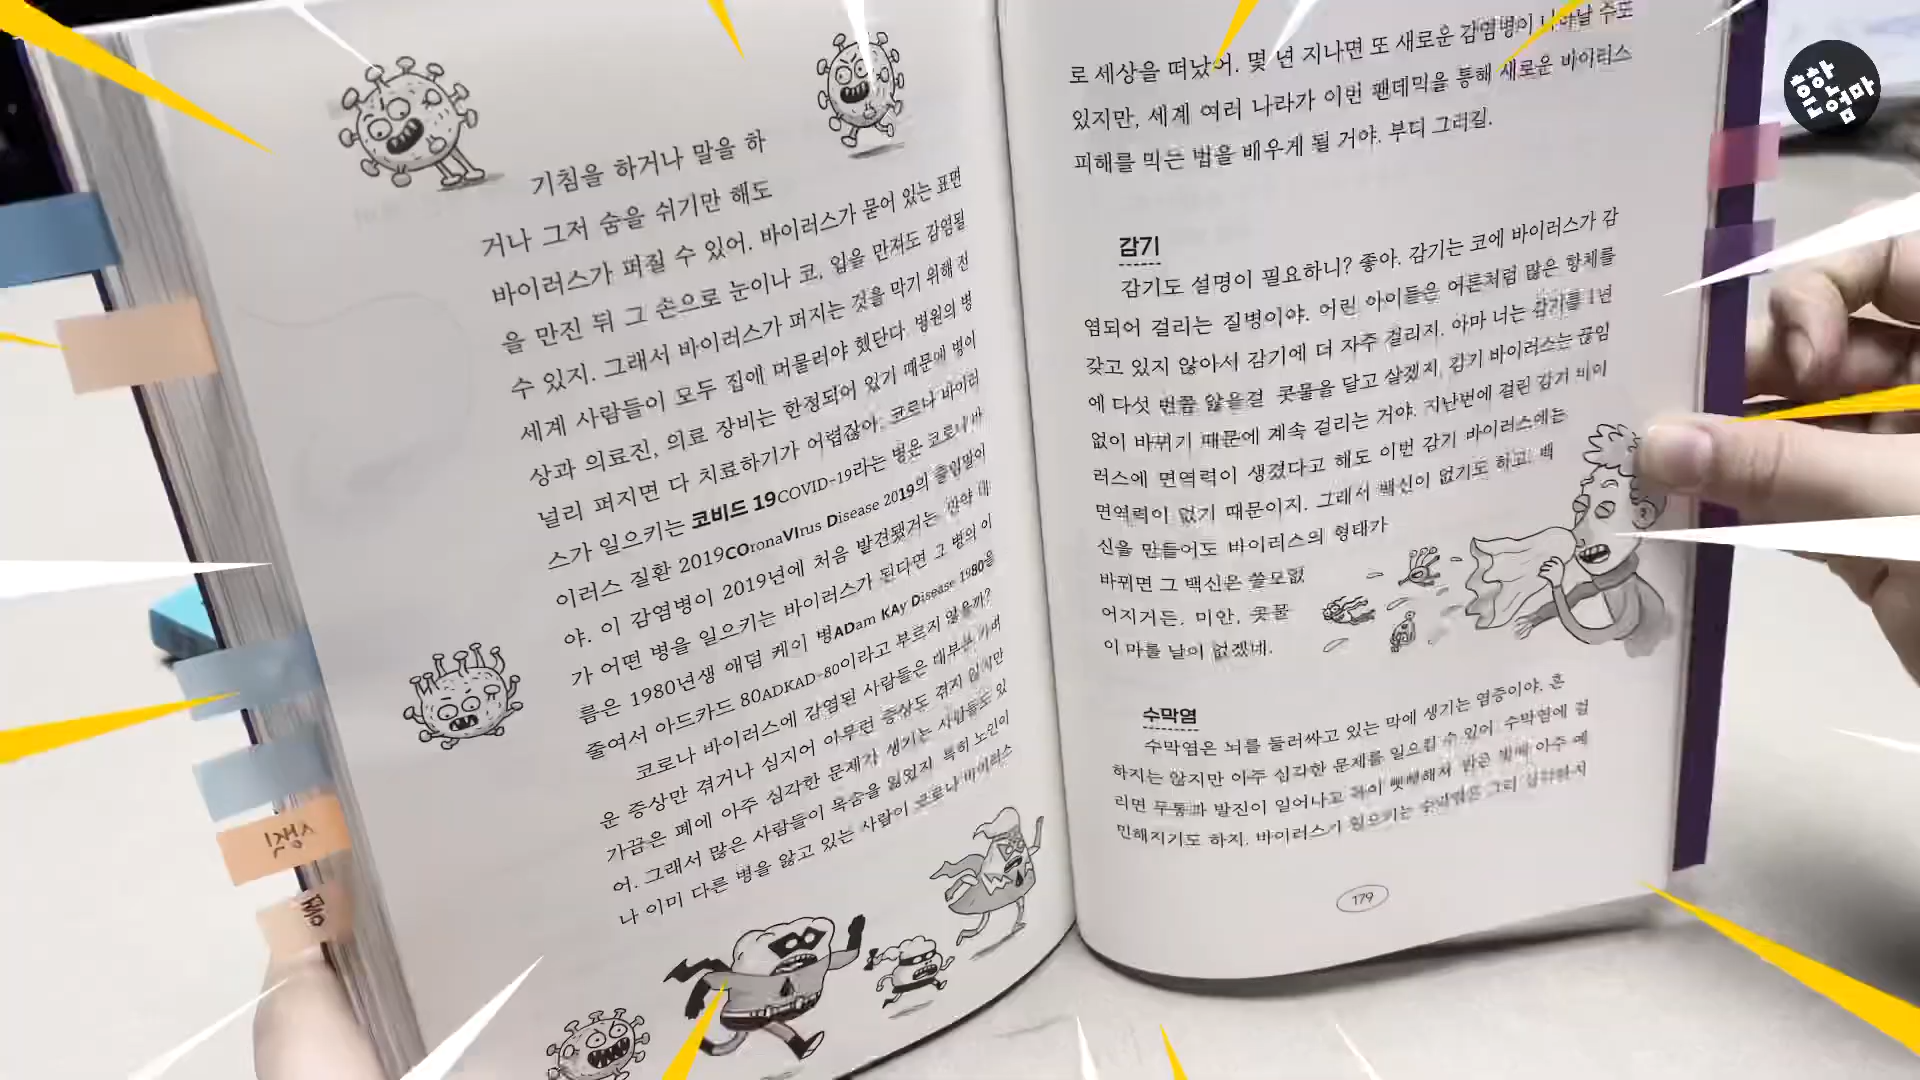 기침을 하거나 말을 하
거나 그저 숨을 쉬기만 해도
바이러스가 퍼질 수 있어. 바이러스가 묻어 있는 표면
을 만진 뒤 그 손으로 눈이나 코, 입을 만져도 감염될
수 있지. 그래서 바이러스가 퍼지는 것을 막기 위해 전
세계 사람들이 모두 집에 머물러야 했단다. 병원의 병
상과 의료진, 의료 장비는 한정되어 있기 때문에 병이
널리 퍼지면 다 치료하기가 어렵잖아. 코로나 바이러
스가 일으키는 코비드 19COVID-19라는 병은 코로나 바
이러스 질환 2019COronaVIrus Disease 2019의 줄임말이
야. 이 감염병이 2019년에 처음 발견됐거든. 만약 네
가 어떤 병을 일으키는 바이러스가 된다면 그 병의 이
름은 1980년생 애덤 케이 병ADam KAy Disease 1980을
줄여서 아드카드 80ADKAD-80이라고 부르지 않을까?
코로나 바이러스에 감염된 사람들은 대부분 가벼
운 증상만 겪거나 심지어 아무런 증상도 겪지 않지만
가끔은 폐에 아주 심각한 문제가 생기는 사람들도 있
어. 그래서 많은 사람들이 목숨을 잃었지. 특히 노인이
나 이미 다른 병을 앓고 있는 사람이 코로나 바이러스
로 세상을 떠났어. 몇 년 지나면 또 새로운 감염병이 나타날 수도
있지만, 세계 여러 나라가 이번 팬데믹을 통해 새로운 바이러스
피해를 막는 법을 배우게 될 거야. 부디 그러길.
감기
감기도 설명이 필요하니? 좋아. 감기는 코에 바이러스가 감
염되어 걸리는 질병이야. 어린 아이들은 어른처럼 많은 항체를
갖고 있지 않아서 감기에 더 자주 걸리지. 아마 너는 감기를 1년
에 다섯 번쯤 앓을걸. 콧물을 달고 살겠지. 감기 바이러스는 끊임
없이 바뀌기 때문에 계속 걸리는 거야. 지난번에 걸린 감기 바이
러스에 면역력이 생겼다고 해도 이번 감기 바이러스에는
면역력이 없기 때문이지. 그래서 백신이 없기도 하고. 백
신을 만들어도 바이러스의 형태가
바뀌면 그 백신은 쓸모없
어지거든. 미안, 콧물
이 마를 날이 없겠네.
수막염
수막염은 뇌를 둘러싸고 있는 막에 생기는 염증이야. 흔
하지는 않지만 아주 심각한 문제를 일으킬 수 있어. 수막염에 걸
리면 두통과 발진이 일어나고 목이 뻣뻣해져 밝은 빛에 아주 예
민해지기도 하지. 바이러스가 일으키는 수막염은 그리 심각하지
179
흔한
엄마